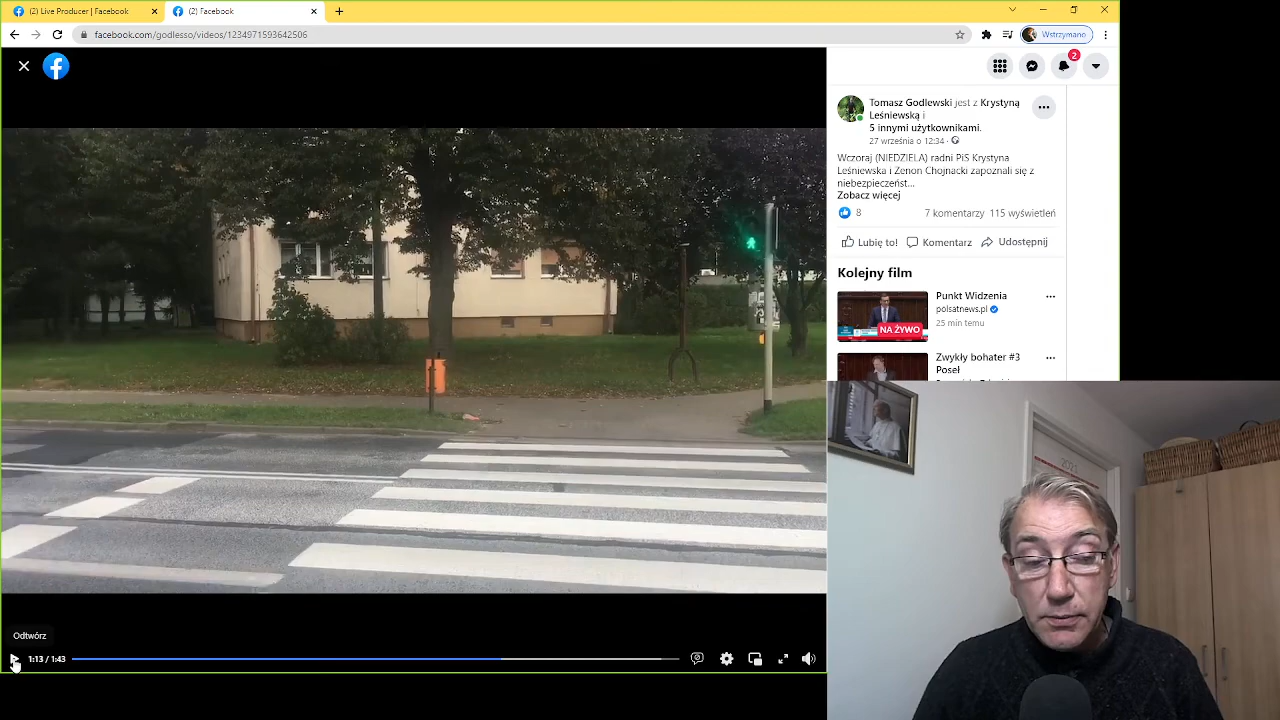 (2) Live Producer | Facebook
(2) Facebook
facebook.com/godlesso/videos/1234971593642506
Wstrzymano
2
Tomasz Godlewski jest z Krystyną
Leśniewską i
5 innymi użytkownikami.
27 września o 12:34 ·
Wczoraj (NIEDZIELA) radni PiS Krystyna
Leśniewska i Zenon Chojnacki zapoznali się z
niebezpieczeńst...
Zobacz więcej
8
7 komentarzy 115 wyświetleń
Lubię to!
Komentarz
Udostępnij
Kolejny film
NA ŻYWO
Punkt Widzenia
polsatnews.pl
25 min temu
Zwykły bohater #3
Poseł
Odtwórz
1:13 / 1:43
2021